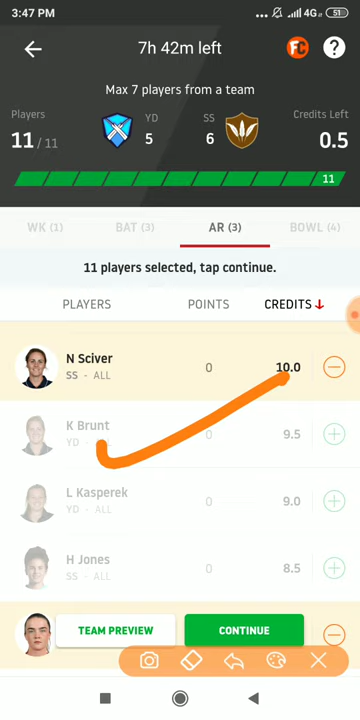 3:47 PM
4G
51
7h 42m left
FC
?
Max 7 players from a team
Players
YD
SS
Credits Left
11 / 11
5
6
0.5
11
WK (1)
BAT (3)
AR (3)
BOWL (4)
11 players selected, tap continue.
PLAYERS
POINTS
CREDITS
N Sciver
SS - ALL
0
10.0
K Brunt
YD - ALL
0
9.5
L Kasperek
YD - ALL
0
9.0
H Jones
SS - ALL
0
8.5
TEAM PREVIEW
CONTINUE